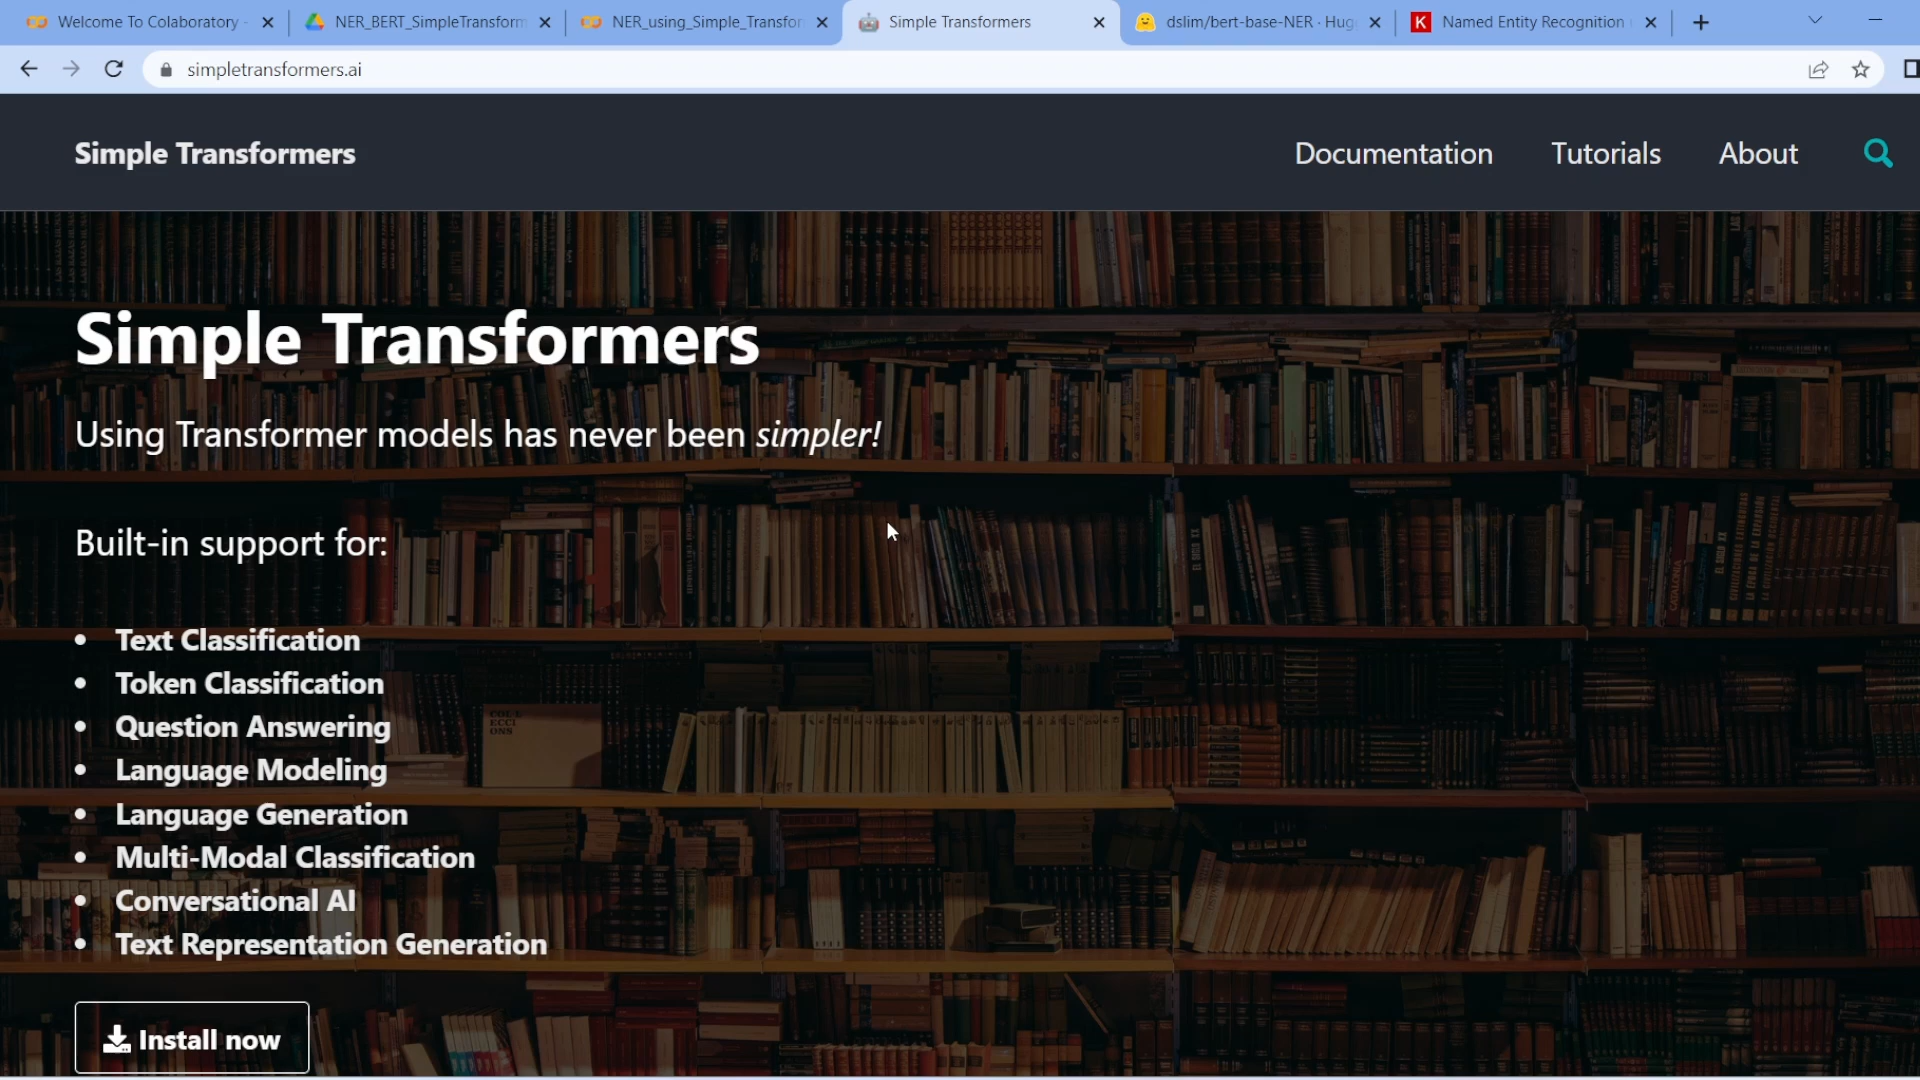 Welcome To Colaboratory -
NER_BERT_SimpleTransform
NER_using_Simple_Transfor
Simple Transformers
dslim/bert-base-NER · Hug
Named Entity Recognition
simpletransformers.ai
Simple Transformers
Documentation
Tutorials
About
Simple Transformers
Using Transformer models has never been simpler!
Built-in support for:
• Text Classification
• Token Classification
• Question Answering
• Language Modeling
• Language Generation
• Multi-Modal Classification
• Conversational AI
• Text Representation Generation
Install now